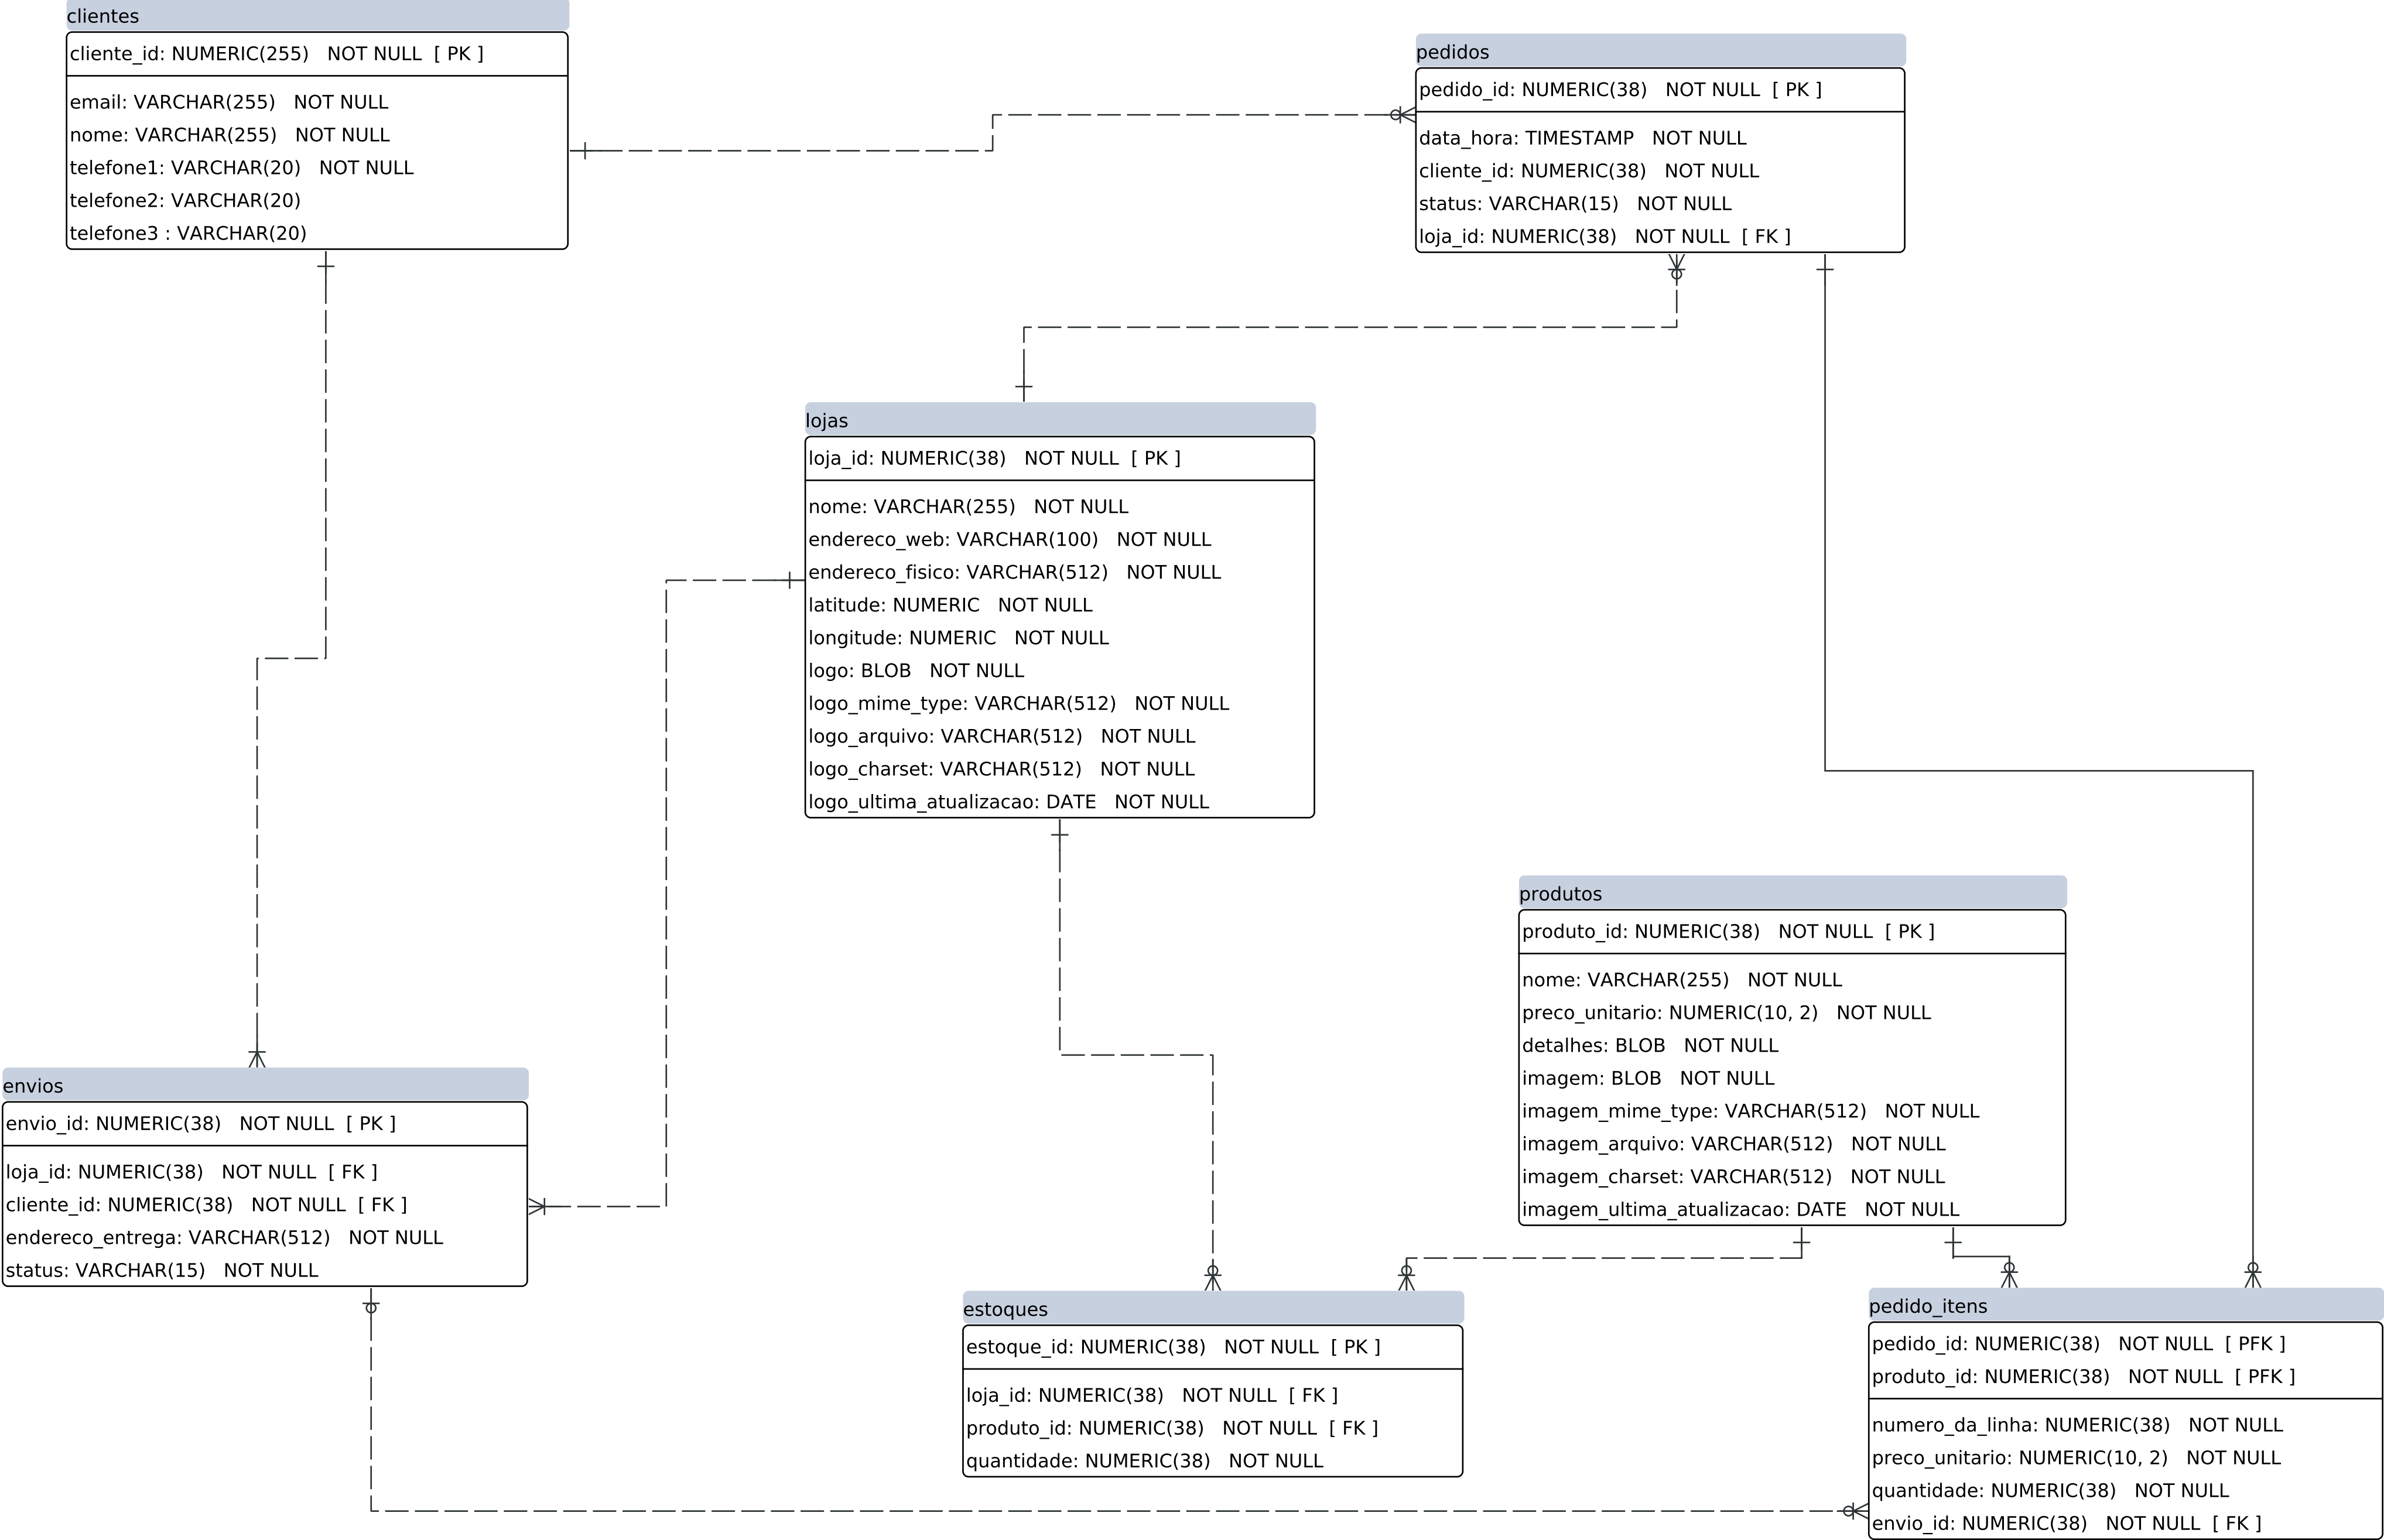 clientes
cliente_id: NUMERIC(255) NOT NULL [ PK ]
email: VARCHAR(255) NOT NULL
nome: VARCHAR(255) NOT NULL
telefone1: VARCHAR(20) NOT NULL
telefone2: VARCHAR(20)
telefone3 : VARCHAR(20)
pedidos
pedido_id: NUMERIC(38) NOT NULL [ PK ]
data_hora: TIMESTAMP NOT NULL
cliente_id: NUMERIC(38) NOT NULL
status: VARCHAR(15) NOT NULL
loja_id: NUMERIC(38) NOT NULL [ FK ]
lojas
loja_id: NUMERIC(38) NOT NULL [ PK ]
nome: VARCHAR(255) NOT NULL
endereco_web: VARCHAR(100) NOT NULL
endereco_fisico: VARCHAR(512) NOT NULL
latitude: NUMERIC NOT NULL
longitude: NUMERIC NOT NULL
logo: BLOB NOT NULL
logo_mime_type: VARCHAR(512) NOT NULL
logo_arquivo: VARCHAR(512) NOT NULL
logo_charset: VARCHAR(512) NOT NULL
logo_ultima_atualizacao: DATE NOT NULL
produtos
produto_id: NUMERIC(38) NOT NULL [ PK ]
nome: VARCHAR(255) NOT NULL
preco_unitario: NUMERIC(10, 2) NOT NULL
detalhes: BLOB NOT NULL
imagem: BLOB NOT NULL
imagem_mime_type: VARCHAR(512) NOT NULL
imagem_arquivo: VARCHAR(512) NOT NULL
imagem_charset: VARCHAR(512) NOT NULL
imagem_ultima_atualizacao: DATE NOT NULL
envios
envio_id: NUMERIC(38) NOT NULL [ PK ]
loja_id: NUMERIC(38) NOT NULL [ FK ]
cliente_id: NUMERIC(38) NOT NULL [ FK ]
endereco_entrega: VARCHAR(512) NOT NULL
status: VARCHAR(15) NOT NULL
estoques
estoque_id: NUMERIC(38) NOT NULL [ PK ]
loja_id: NUMERIC(38) NOT NULL [ FK ]
produto_id: NUMERIC(38) NOT NULL [ FK ]
quantidade: NUMERIC(38) NOT NULL
pedido_itens
pedido_id: NUMERIC(38) NOT NULL [ PFK ]
produto_id: NUMERIC(38) NOT NULL [ PFK ]
numero_da_linha: NUMERIC(38) NOT NULL
preco_unitario: NUMERIC(10, 2) NOT NULL
quantidade: NUMERIC(38) NOT NULL
envio_id: NUMERIC(38) NOT NULL [ FK ]